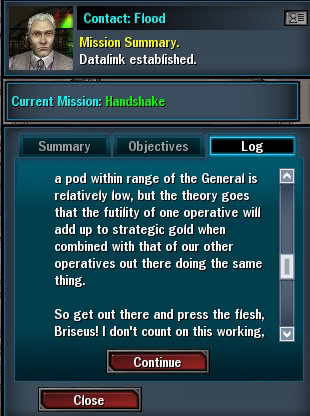 Contact: Flood
Mission Summary.
Datalink established.
Current Mission: Handshake
Summary
Objectives
Log
a pod within range of the General is
relatively low, but the theory goes
that the futility of one operative will
add up to strategic gold when
combined with that of our other
operatives out there doing the same
thing.
So get out there and press the flesh,
Briseus! I don't count on this working,
Continue
Close